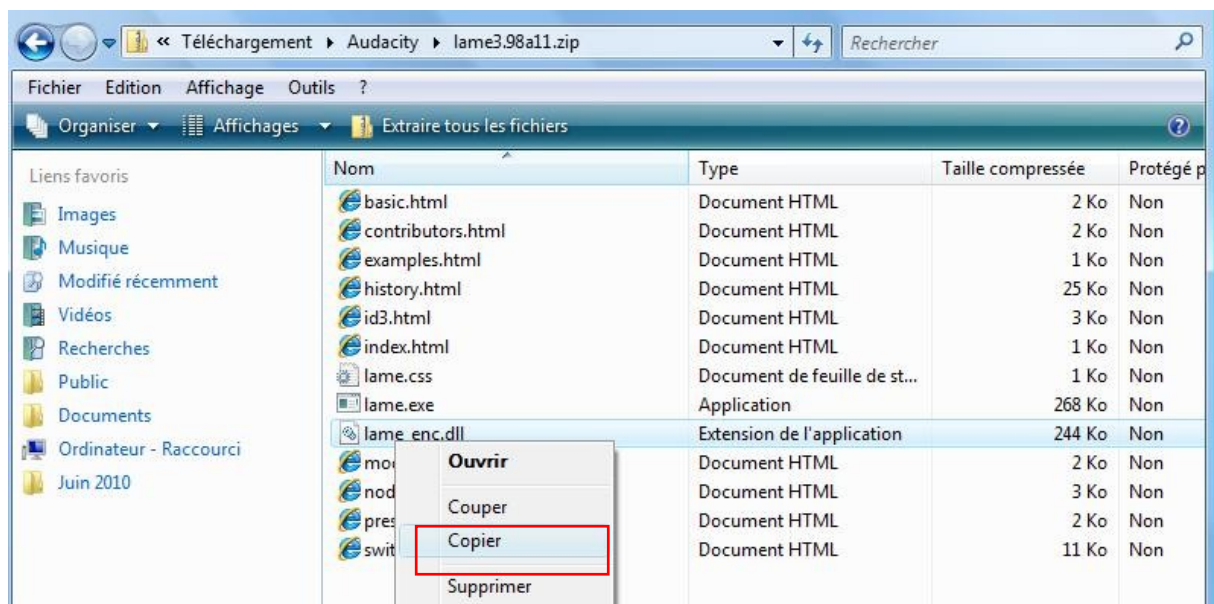 « Téléchargement ▸ Audacity ▸ lame3.98a11.zip Rechercher
Fichier Edition Affichage Outils ?
Organiser Affichages Extraire tous les fichiers
Liens favoris
Images
Musique
Modifié récemment
Vidéos
Recherches
Public
Documents
Ordinateur - Raccourci
Juin 2010
Nom Type Taille compressée Protégé p
basic.html Document HTML 2 Ko Non
contributors.html Document HTML 2 Ko Non
examples.html Document HTML 1 Ko Non
history.html Document HTML 25 Ko Non
id3.html Document HTML 3 Ko Non
index.html Document HTML 1 Ko Non
lame.css Document de feuille de st... 1 Ko Non
lame.exe Application 268 Ko Non
lame_enc.dll Extension de l'application 244 Ko Non
mo Document HTML 2 Ko Non
nod Document HTML 3 Ko Non
pres Document HTML 2 Ko Non
swit Document HTML 11 Ko Non
Ouvrir
Couper
Copier
Supprimer